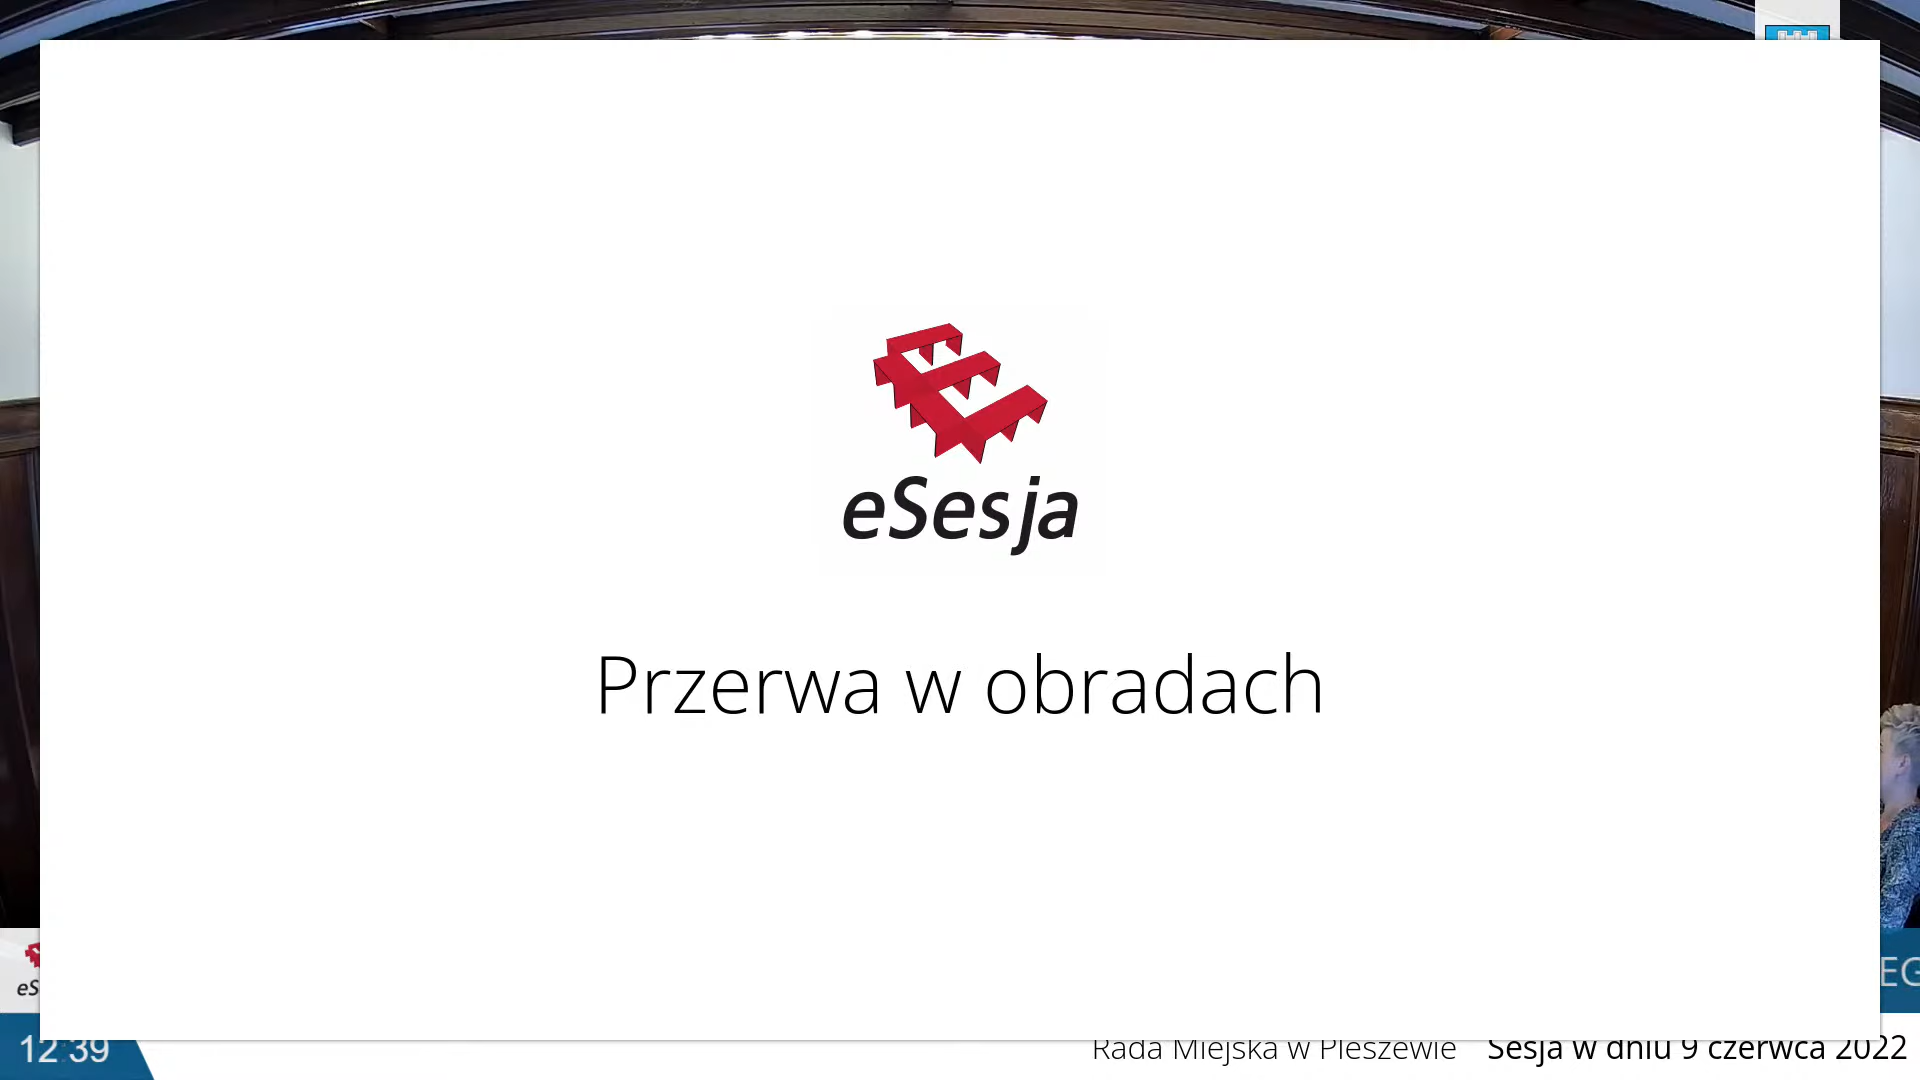 eSesja
Przerwa w obradach
12:39
Rada Miejska w Pleszewie Sesja w dniu 9 czerwca 2022